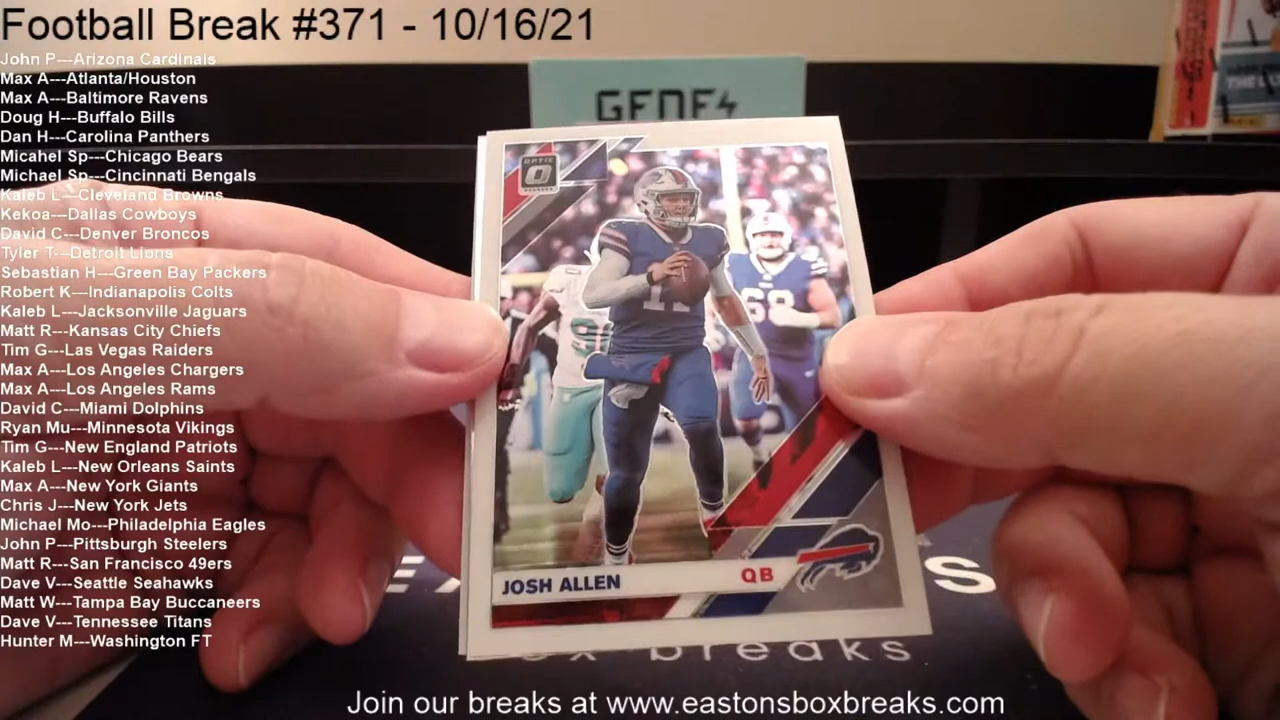 Football Break #371 - 10/16/21
John P---Arizona Cardinals
Max A---Atlanta/Houston
Max A---Baltimore Ravens
Doug H---Buffalo Bills
Dan H---Carolina Panthers
Micahel Sp---Chicago Bears
Michael Sp---Cincinnati Bengals
Kaleb L---Cleveland Browns
Kekoa---Dallas Cowboys
David C---Denver Broncos
Tyler T---Detroit Lions
Sebastian H---Green Bay Packers
Robert K---Indianapolis Colts
Kaleb L---Jacksonville Jaguars
Matt R---Kansas City Chiefs
Tim G---Las Vegas Raiders
Max A---Los Angeles Chargers
Max A---Los Angeles Rams
David C---Miami Dolphins
Ryan Mu---Minnesota Vikings
Tim G---New England Patriots
Kaleb L---New Orleans Saints
Max A---New York Giants
Chris J---New York Jets
Michael Mo---Philadelphia Eagles
John P---Pittsburgh Steelers
Matt R---San Francisco 49ers
Dave V---Seattle Seahawks
Matt W---Tampa Bay Buccaneers
Dave V---Tennessee Titans
Hunter M---Washington FT
OPTIC
68
JOSH ALLEN QB
box breaks
Join our breaks at www.eastonsboxbreaks.com